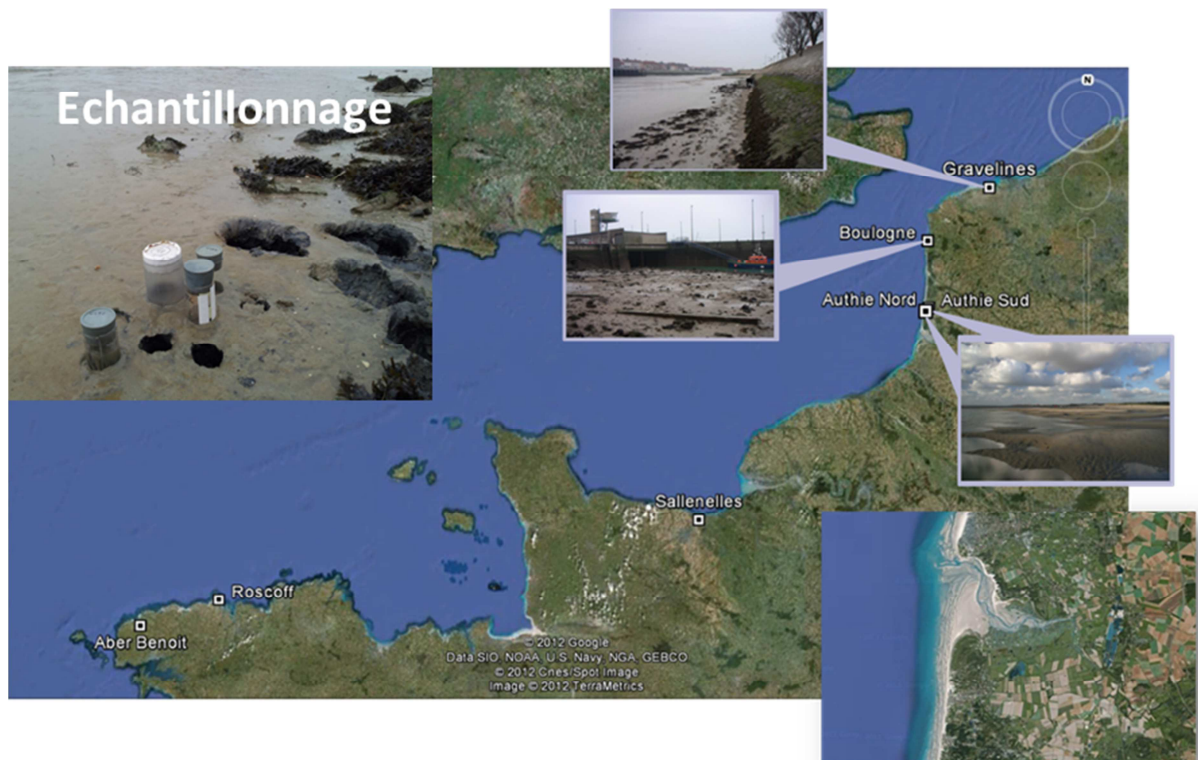 Echantillonnage
N
Gravelines
Boulogne
Authie Nord Authie Sud
Sallenelles
Roscoff
Aber Benoit
© 2012 Google
Data SIO, NOAA, U.S. Navy, NGA, GEBCO
© 2012 Cnes/Spot Image
Image © 2012 TerraMetrics